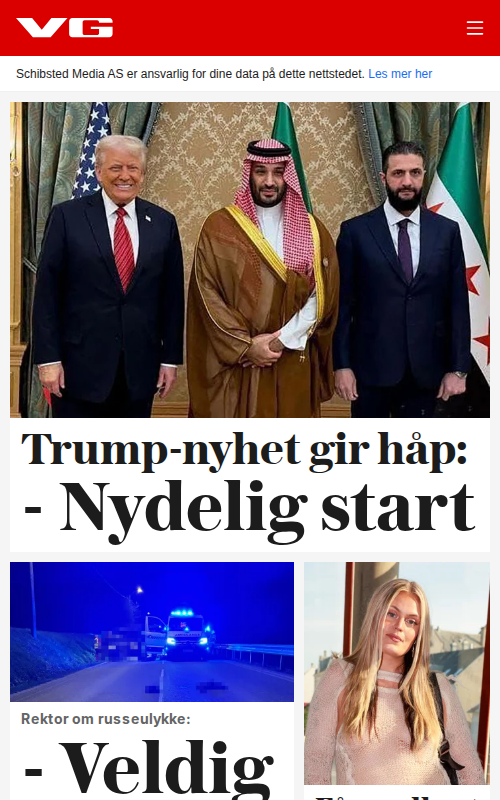 VG
Schibsted Media AS er ansvarlig for dine data på dette nettstedet. Les mer her
Trump-nyhet gir håp:
- Nydelig start
Rektor om russeulykke:
- Veldig